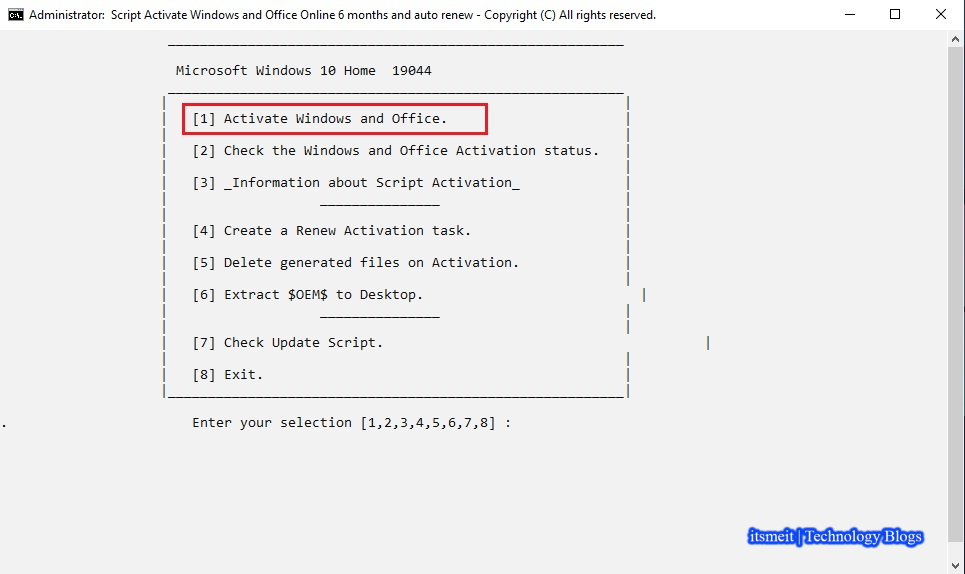 Administrator:  Script Activate Windows and Office Online 6 months and auto renew - Copyright (C) All rights reserved.
Microsoft Windows 10 Home  19044
[1] Activate Windows and Office.
[2] Check the Windows and Office Activation status.
[3] _Information about Script Activation_
[4] Create a Renew Activation task.
[5] Delete generated files on Activation.
[6] Extract $OEM$ to Desktop.
[7] Check Update Script.
[8] Exit.
. Enter your selection [1,2,3,4,5,6,7,8] :
itsmeit | Technology Blogs